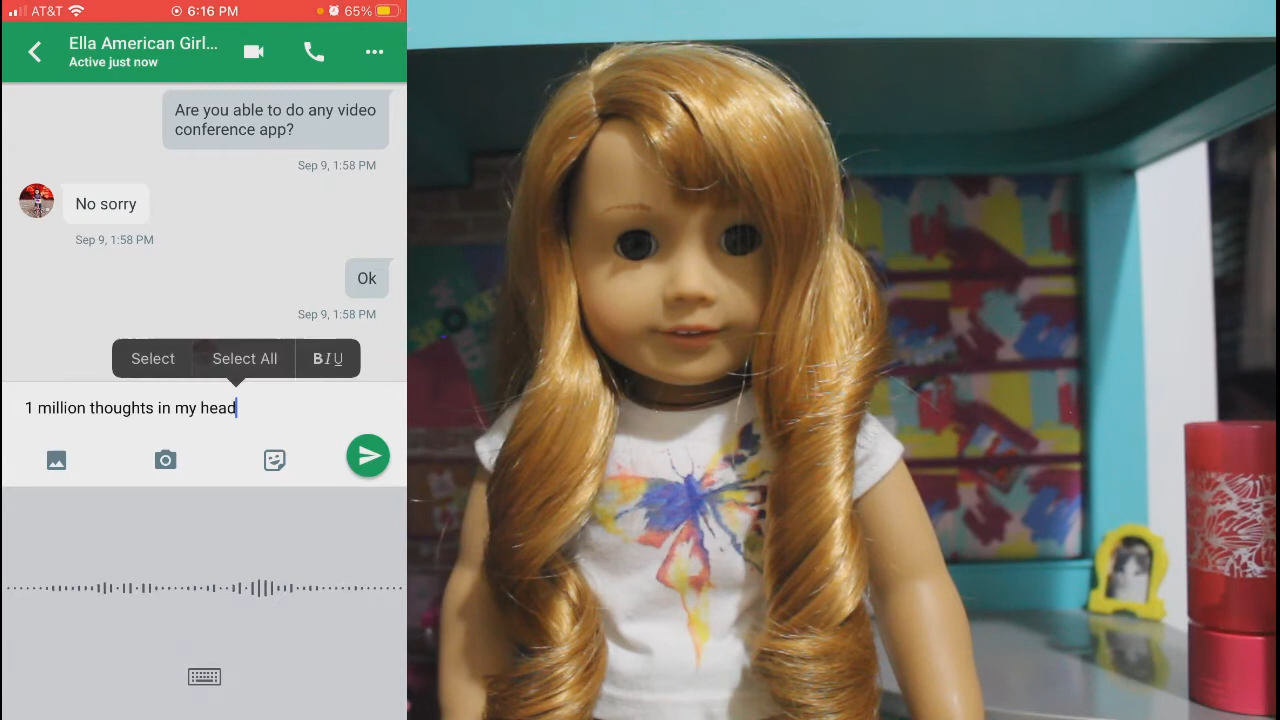 AT&T
6:16 PM
65%
Ella American Girl...
Active just now
Are you able to do any video
conference app?
Sep 9, 1:58 PM
No sorry
Sep 9, 1:58 PM
Ok
Sep 9, 1:58 PM
Select
Select All
BIU
1 million thoughts in my head